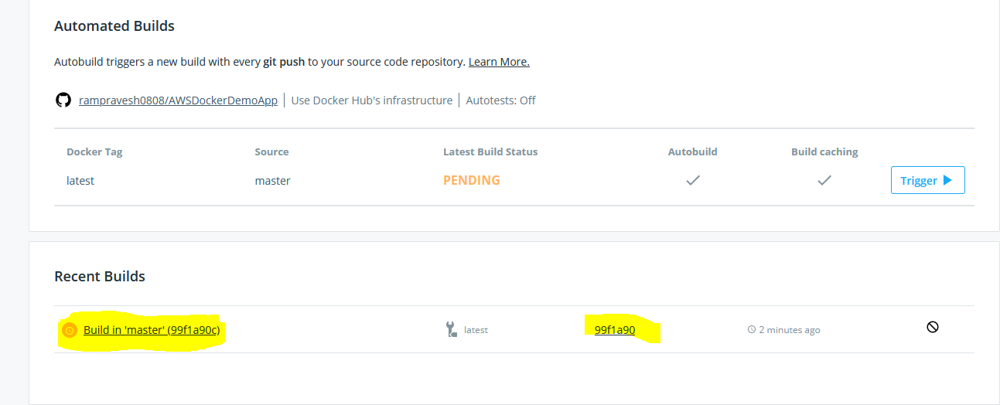 Automated Builds
Autobuild triggers a new build with every git push to your source code repository. Learn More.
rampravesh0808/AWSDockerDemoApp | Use Docker Hub's infrastructure | Autotests: Off
Docker Tag Source Latest Build Status Autobuild Build caching
latest master PENDING Trigger
Recent Builds
Build in 'master' (99f1a90c) latest 99f1a90 2 minutes ago